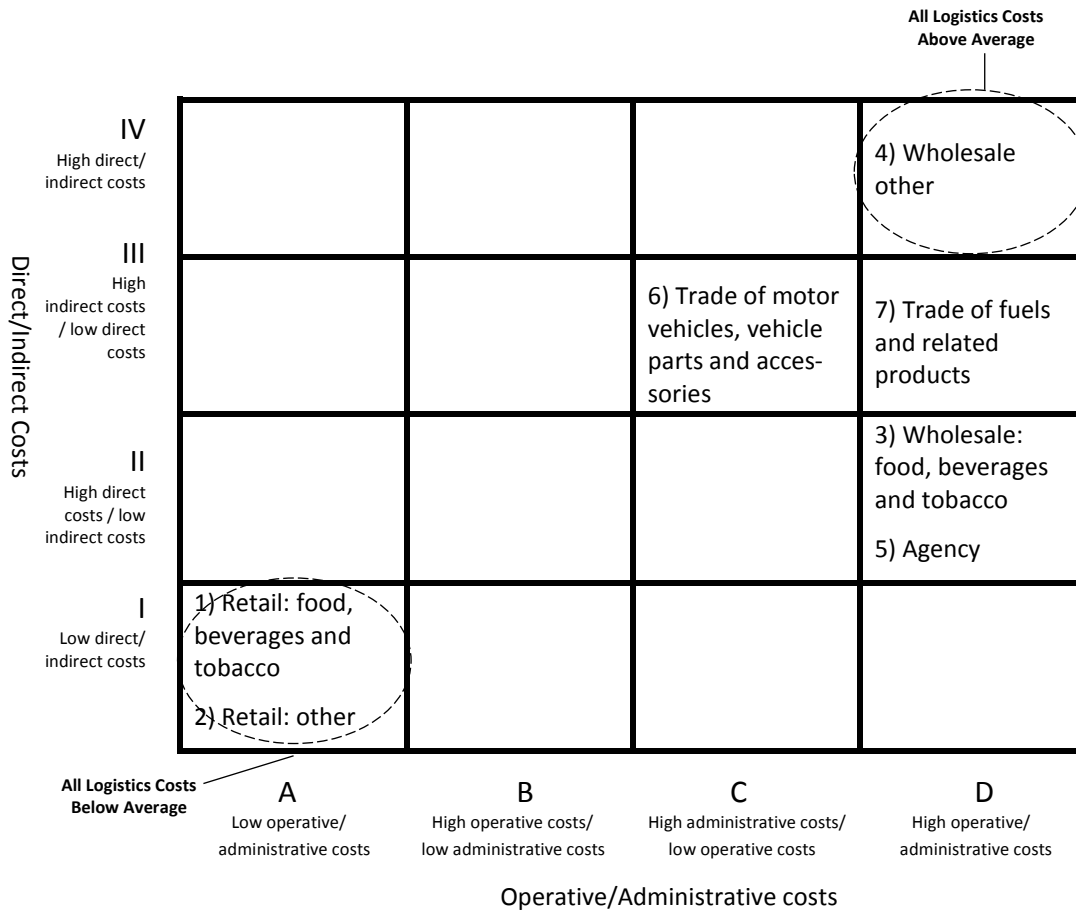 All Logistics Costs
Above Average
IV
High direct/
indirect costs
4) Wholesale
other
III
High
indirect costs
/ low direct
costs
6) Trade of motor
vehicles, vehicle
parts and acces-
sories
7) Trade of fuels
and related
products
Direct/Indirect Costs
II
High direct
costs / low
indirect costs
3) Wholesale:
food, beverages
and tobacco
5) Agency
I
Low direct/
indirect costs
1) Retail: food,
beverages and
tobacco
2) Retail: other
All Logistics Costs
Below Average
A
Low operative/
administrative costs
B
High operative costs/
low administrative costs
C
High administrative costs/
low operative costs
D
High operative/
administrative costs
Operative/Administrative costs